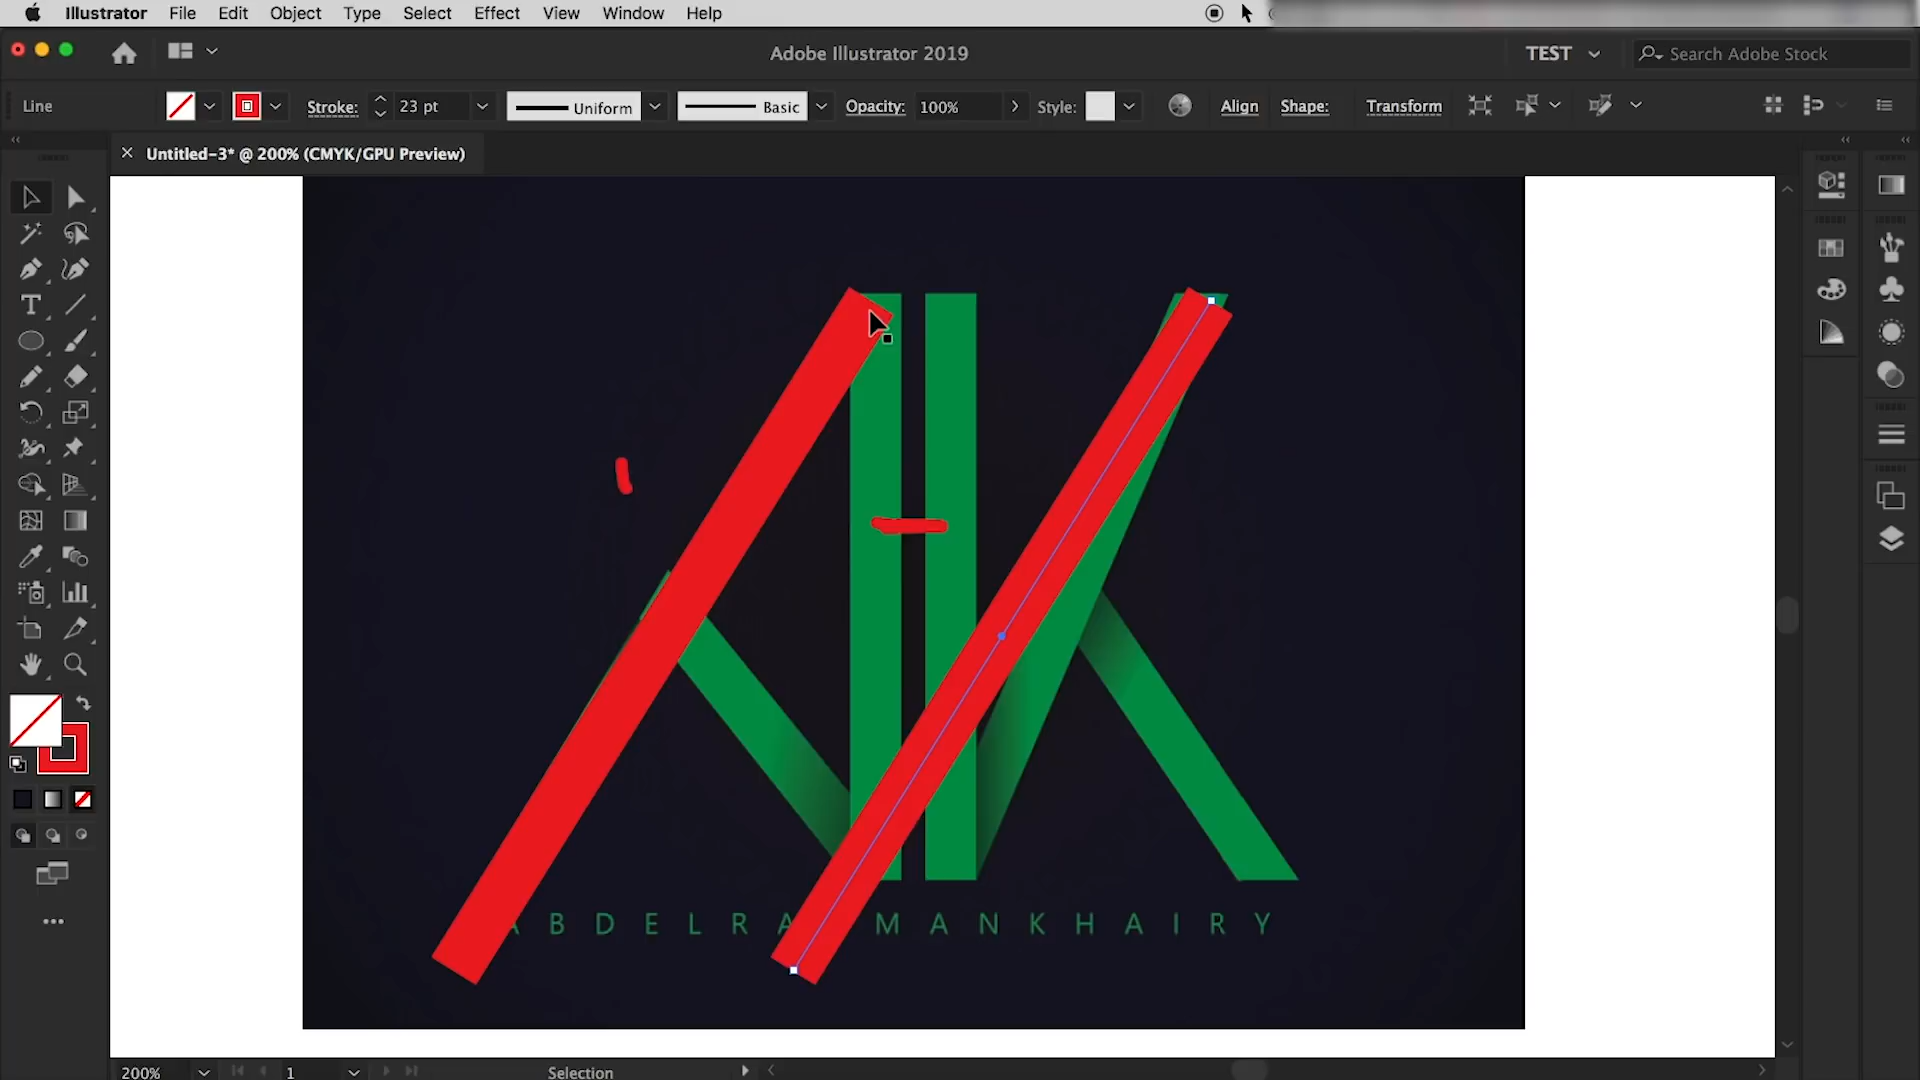 Illustrator File Edit Object Type Select Effect View Window Help
Adobe Illustrator 2019
TEST
Search Adobe Stock
Line
Stroke: 23 pt
Uniform
Basic
Opacity: 100%
Style:
Align
Shape:
Transform
Untitled-3* @ 200% (CMYK/GPU Preview)
ABDELRA MANKHAIRY
200%
1
Selection